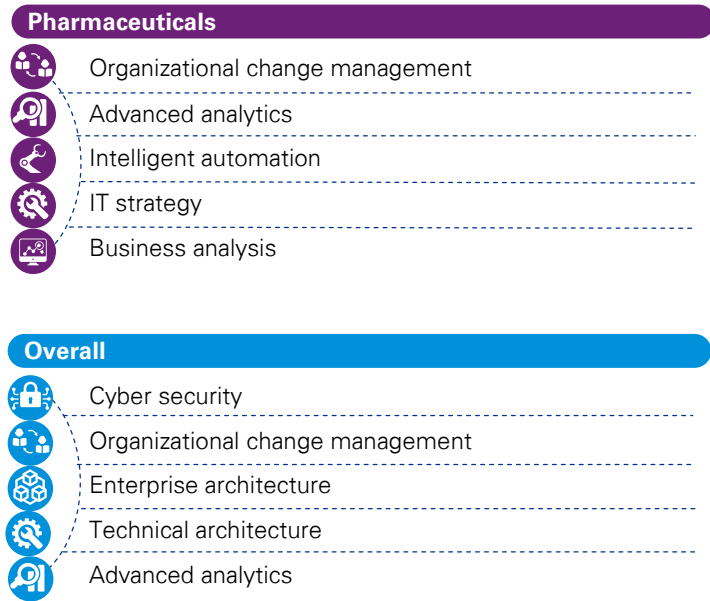 Pharmaceuticals
Organizational change management
Advanced analytics
Intelligent automation
IT strategy
Business analysis
Overall
Cyber security
Organizational change management
Enterprise architecture
Technical architecture
Advanced analytics